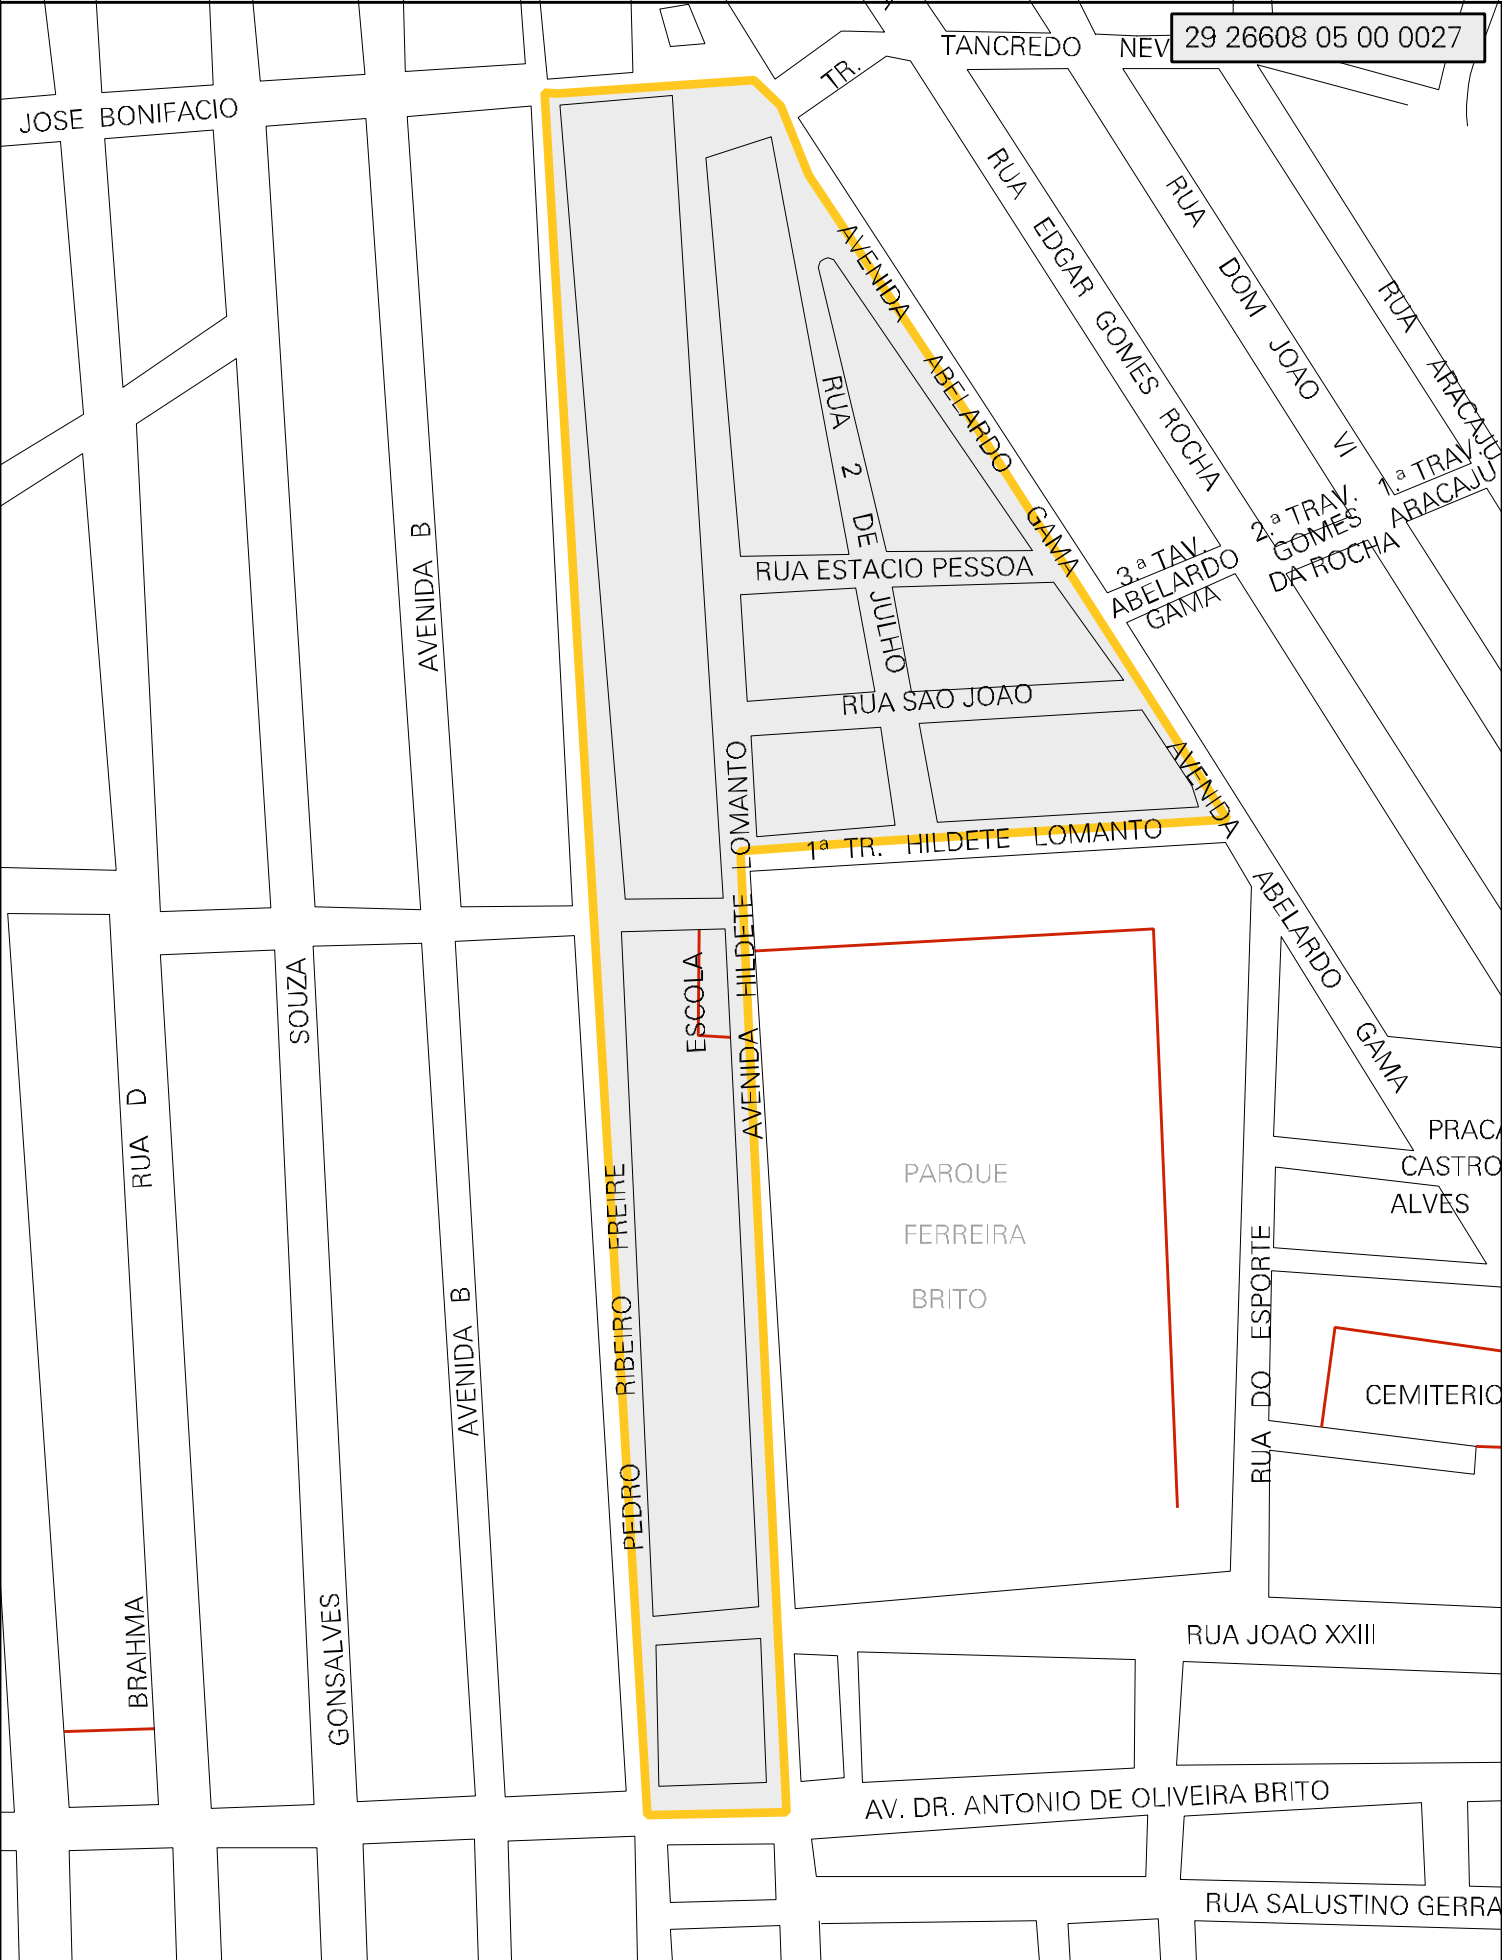 29 26608 05 00 0027
TANCREDO NEV
TR.
JOSE BONIFACIO
RUA EDGAR GOMES ROCHA
RUA DOM JOAO VI
RUA ARACAJU
AVENIDA ABELARDO GAMA
RUA 2 DE JULHO
1.ª TRAV.
ARACAJU
2.ª TRAV.
GOMES
DA ROCHA
3.ª TAV.
ABELARDO
GAMA
RUA ESTACIO PESSOA
AVENIDA B
RUA SAO JOAO
1ª TR. HILDETE LOMANTO
AVENIDA HILDETE LOMANTO
AVENIDA ABELARDO GAMA
ESCOLA
GONSALVES SOUZA
RUA D
BRAHMA
PARQUE
FERREIRA
BRITO
PRACA
CASTRO
ALVES
PEDRO RIBEIRO FREIRE
AVENIDA B
RUA DO ESPORTE
CEMITERIO
RUA JOAO XXIII
AV. DR. ANTONIO DE OLIVEIRA BRITO
RUA SALUSTINO GERRA